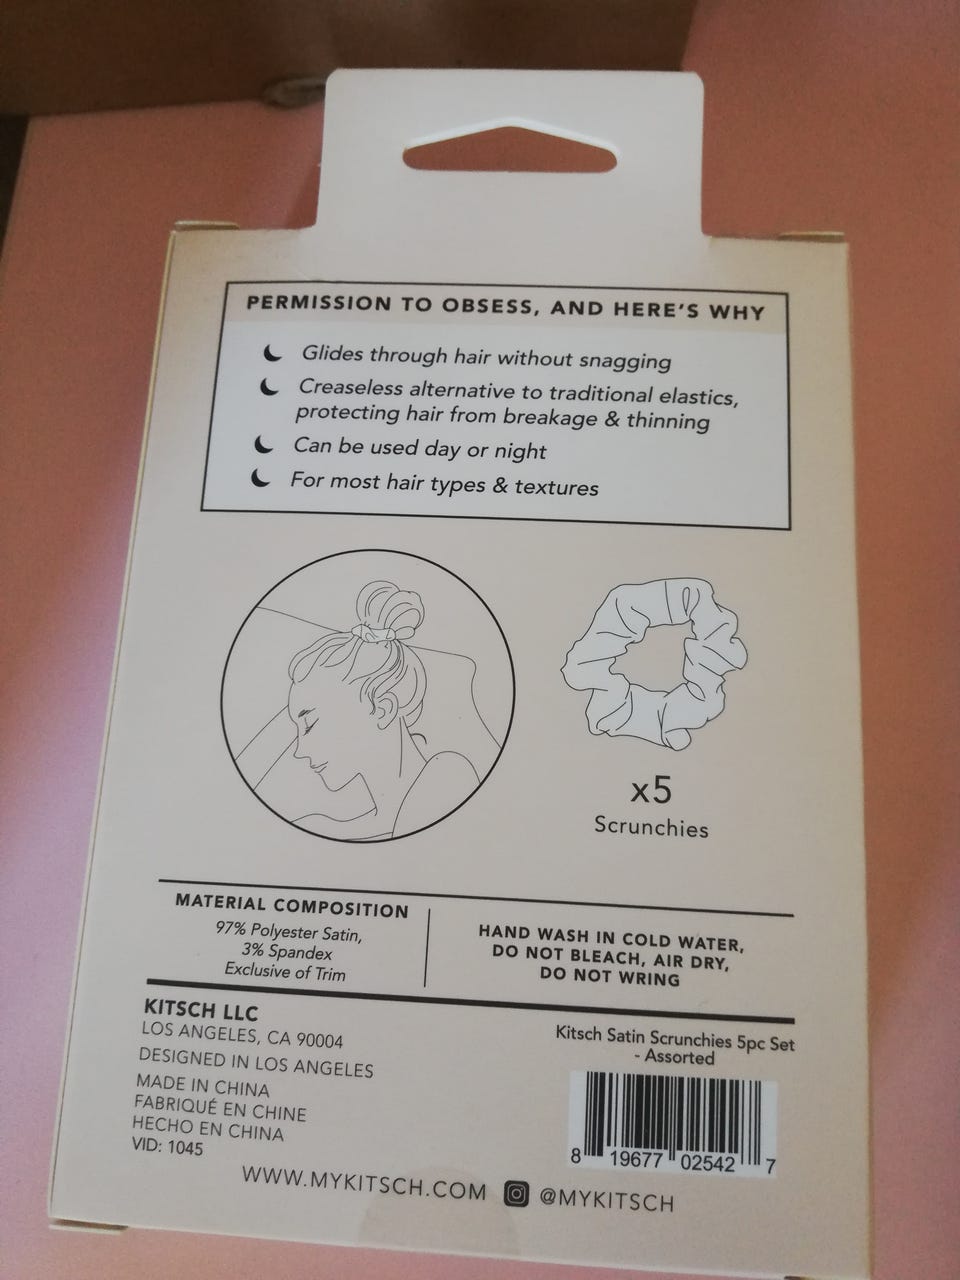 PERMISSION TO OBSESS, AND HERE'S WHY
Glides through hair without snagging
Creaseless alternative to traditional elastics,
protecting hair from breakage & thinning
Can be used day or night
For most hair types & textures
x5
Scrunchies
MATERIAL COMPOSITION
97% Polyester Satin,
3% Spandex
Exclusive of Trim
HAND WASH IN COLD WATER,
DO NOT BLEACH, AIR DRY,
DO NOT WRING
KITSCH LLC
LOS ANGELES, CA 90004
DESIGNED IN LOS ANGELES
MADE IN CHINA
FABRIQUÉ EN CHINE
HECHO EN CHINA
VID: 1045
Kitsch Satin Scrunchies 5pc Set
- Assorted
8 19677 02542 7
WWW.MYKITSCH.COM @MYKITSCH